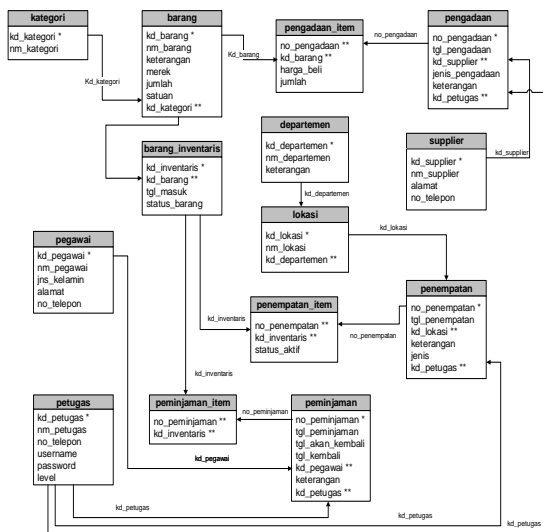 kategori
kd_kategori *
nm_kategori
Kd_kategori
barang
kd_barang *
nm_barang
keterangan
merek
jumlah
satuan
kd_kategori **
Kd_barang
pengadaan_item
no_pengadaan **
kd_barang **
harga_beli
jumlah
no_pengadaan
pengadaan
no_pengadaan *
tgl_pengadaan
kd_supplier **
jenis_pengadaan
keterangan
kd_petugas **
barang_inventaris
kd_inventaris *
kd_barang **
tgl_masuk
status_barang
departemen
kd_departemen *
nm_departemen
keterangan
kd_departemen
supplier
kd_supplier *
nm_supplier
alamat
no_telepon
kd_supplier
lokasi
kd_lokasi *
nm_lokasi
kd_departemen **
kd_lokasi
pegawai
kd_pegawai *
nm_pegawai
jns_kelamin
alamat
no_telepon
kd_inventaris
penempatan_item
no_penempatan **
kd_inventaris **
status_aktif
no_penempatan
penempatan
no_penempatan *
tgl_penempatan
kd_lokasi **
keterangan
jenis
kd_petugas **
kd_inventaris
petugas
kd_petugas *
nm_petugas
no_telepon
username
password
level
peminjaman_item
no_peminjaman **
kd_inventaris **
no_peminjaman
peminjaman
no_peminjaman *
tgl_peminjaman
tgl_akan_kembali
tgl_kembali
kd_pegawai **
keterangan
kd_petugas **
kd_pegawai
kd_petugas
kd_petugas
kd_petugas